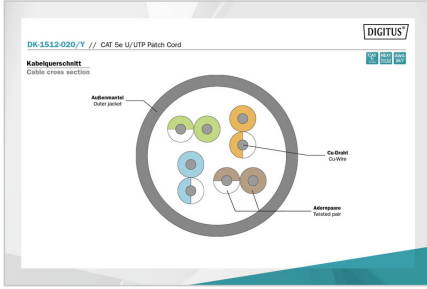 DIGITUS®
DK-1512-020/Y // CAT 5e U/UTP Patch Cord
Kabelquerschnitt
Cable cross section
Außenmantel
Outer jacket
Cu-Draht
Cu-Wire
Adernpaare
Twisted pair